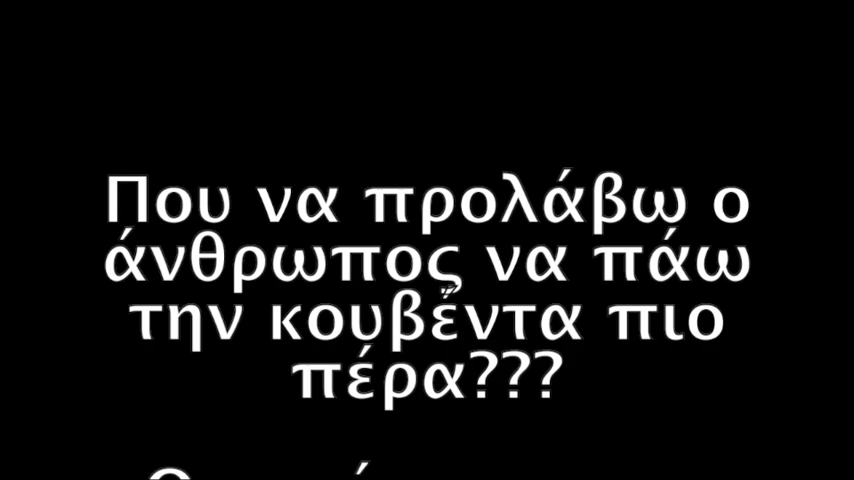 Που να προλάβω ο
άνθρωπος να πάω
την κουβέντα πιο
πέρα???